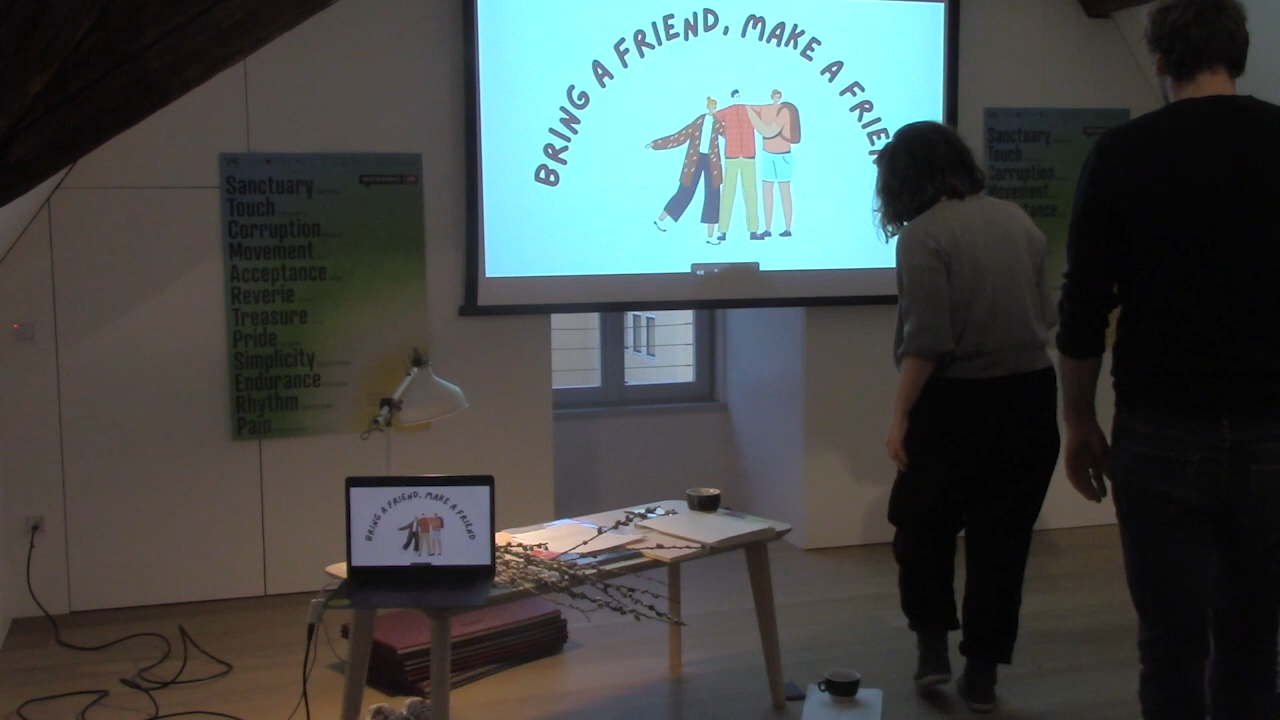 BRING A FRIEND, MAKE A FRIE
Sanctuary
Touch
Corruption
Movement
Acceptance
Reverie
Treasure
Pride
Simplicity
Endurance
Rhythm
Pain
Sanctuary
Touch
Corruption
Movement
BRING A FRIEND, MAKE A FRIEND